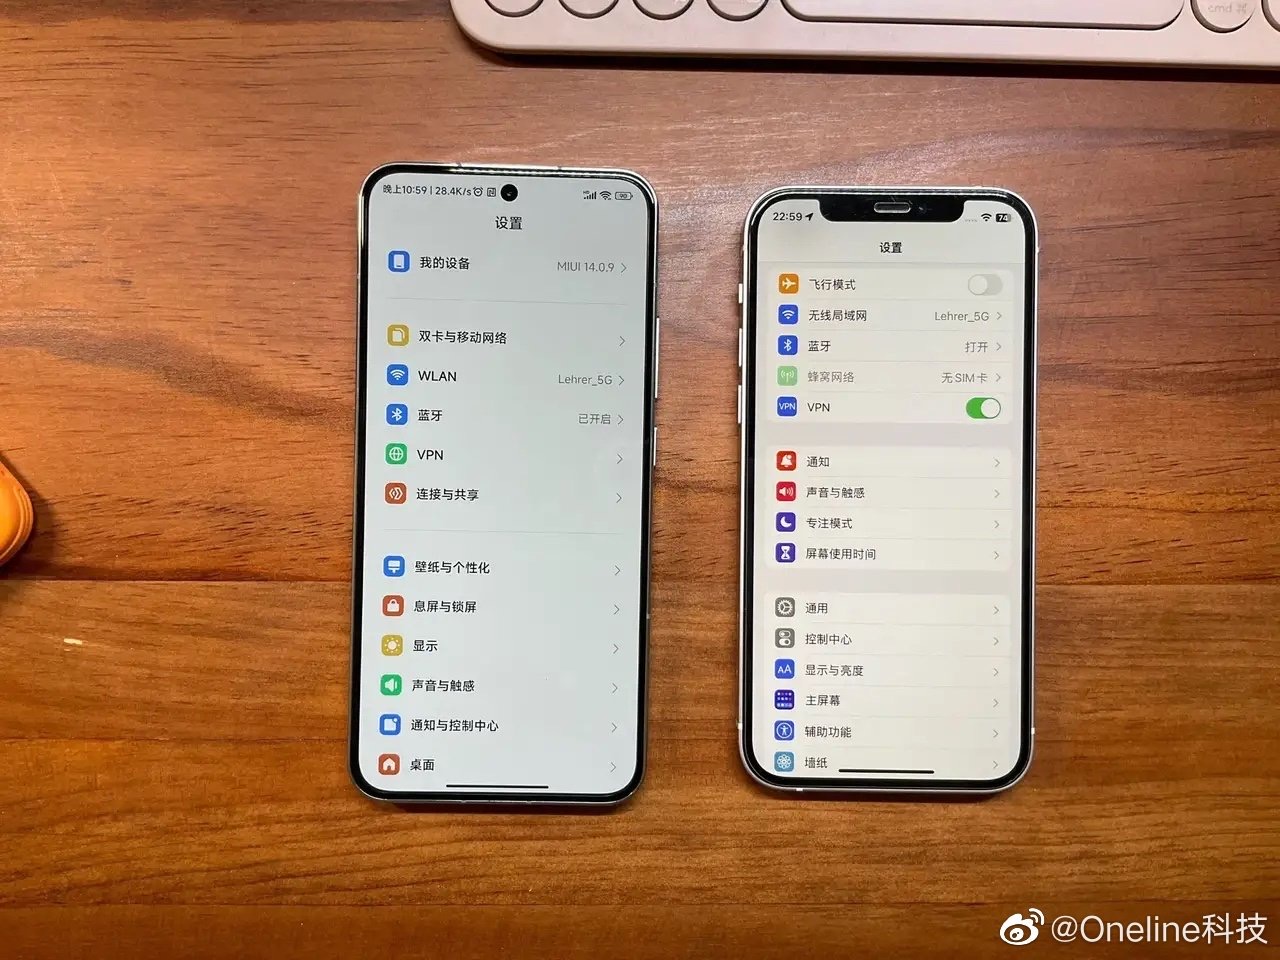 cmd ⌘
晚上10:59 | 28.4K/s
HD
90
设置
我的设备
MIUI 14.0.9
双卡与移动网络
WLAN
Lehrer_5G
蓝牙
已开启
VPN
连接与共享
壁纸与个性化
息屏与锁屏
显示
声音与触感
通知与控制中心
桌面
22:59
74
设置
飞行模式
无线局域网
Lehrer_5G
蓝牙
打开
蜂窝网络
无 SIM 卡
VPN
VPN
通知
声音与触感
专注模式
屏幕使用时间
通用
控制中心
AA
显示与亮度
主屏幕
辅助功能
墙纸
@Oneline科技